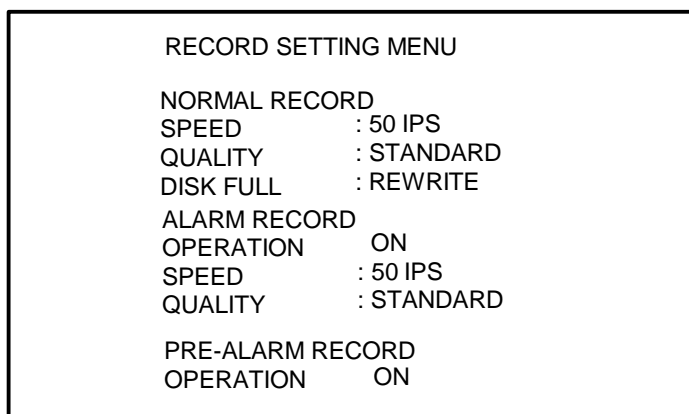 RECORD SETTING MENU
NORMAL RECORD
SPEED : 50 IPS
QUALITY : STANDARD
DISK FULL : REWRITE
ALARM RECORD
OPERATION ON
SPEED : 50 IPS
QUALITY : STANDARD
PRE-ALARM RECORD
OPERATION ON